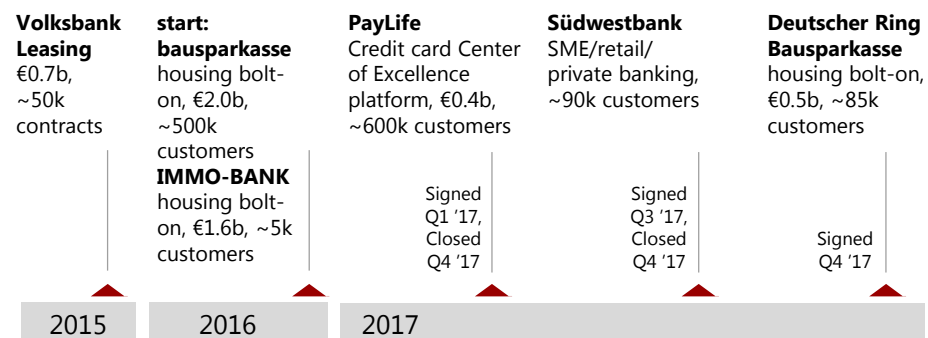 Volksbank
Leasing
€0.7b,
~50k
contracts
start:
bausparkasse
housing bolt-
on, €2.0b,
~500k
customers
IMMO-BANK
housing bolt-
on, €1.6b, ~5k
customers
PayLife
Credit card Center
of Excellence
platform, €0.4b,
~600k customers
Signed
Q1 ’17,
Closed
Q4 ’17
Südwestbank
SME/retail/
private banking,
~90k customers
Signed
Q3 ’17,
Closed
Q4 ’17
Deutscher Ring
Bausparkasse
housing bolt-on,
€0.5b, ~85k
customers
Signed
Q4 ’17
2015
2016
2017